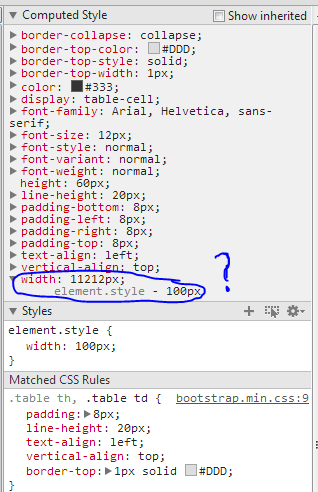 Computed Style Show inherited
border-collapse: collapse;
border-top-color: #DDD;
border-top-style: solid;
border-top-width: 1px;
color: #333;
display: table-cell;
font-family: Arial, Helvetica, sans-
serif;
font-size: 12px;
font-style: normal;
font-variant: normal;
font-weight: normal;
height: 60px;
line-height: 20px;
padding-bottom: 8px;
padding-left: 8px;
padding-right: 8px;
padding-top: 8px;
text-align: left;
vertical-align: top;
width: 11212px;
element.style - 100px
?
Styles
element.style {
width: 100px;
}
Matched CSS Rules
.table th, .table td { bootstrap.min.css:9
padding: 8px;
line-height: 20px;
text-align: left;
vertical-align: top;
border-top: 1px solid #DDD;
}